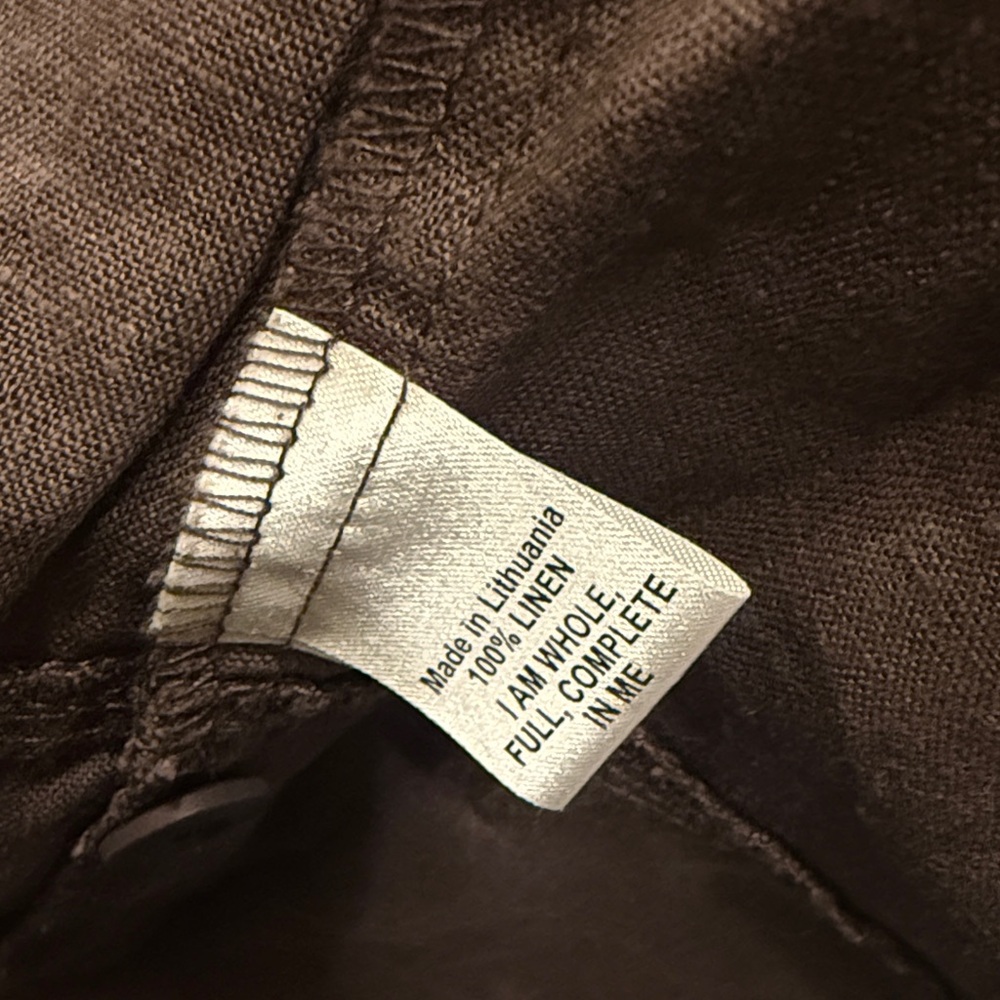 Made in Lithuania
100% LINEN
I AM WHOLE,
FULL, COMPLETE
IN ME